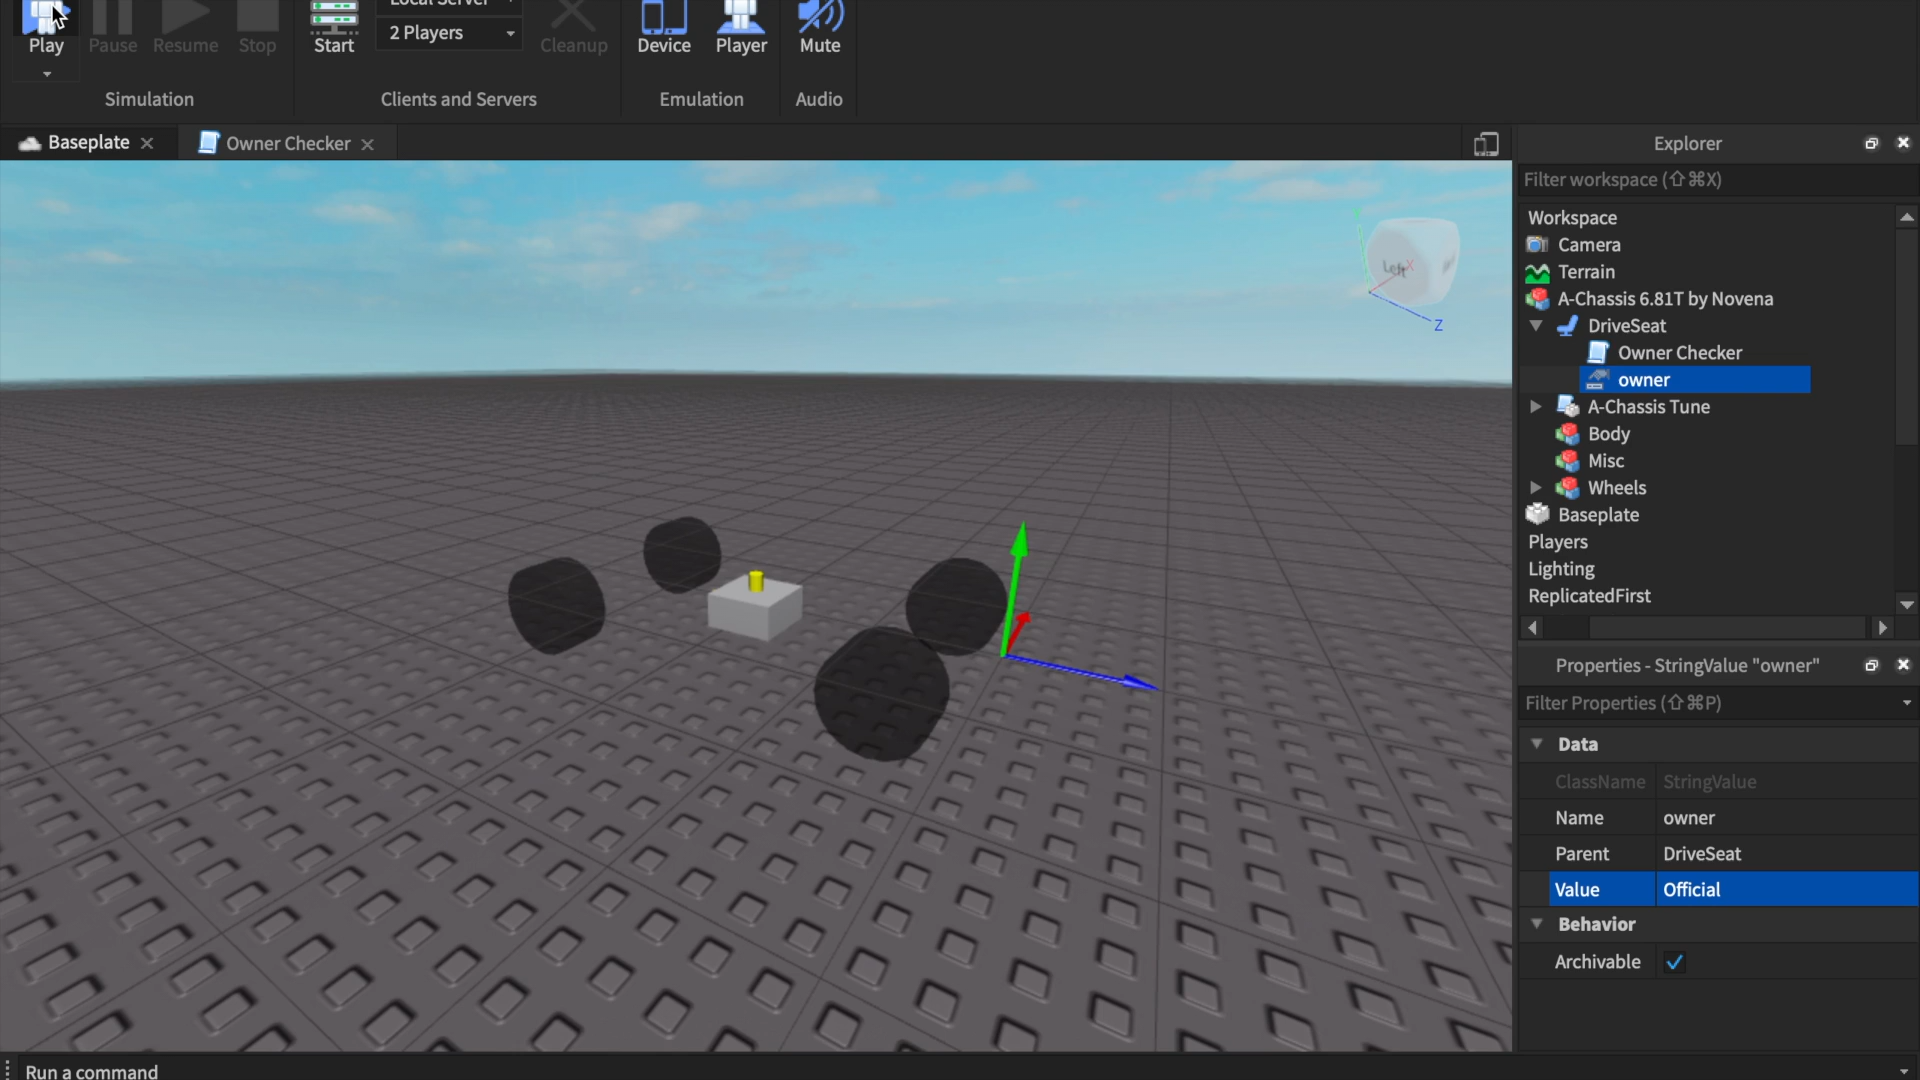 Local Server
Play
Pause
Resume
Stop
Start
2 Players
Cleanup
Device
Player
Mute
Simulation
Clients and Servers
Emulation
Audio
Baseplate
Owner Checker
Explorer
Filter workspace (⇧⌘X)
Workspace
Camera
Terrain
A-Chassis 6.81T by Novena
DriveSeat
Owner Checker
owner
A-Chassis Tune
Body
Misc
Wheels
Baseplate
Players
Lighting
ReplicatedFirst
Left
X
Z
Properties - StringValue "owner"
Filter Properties (⇧⌘P)
Data
ClassName StringValue
Name owner
Parent DriveSeat
Value Official
Behavior
Archivable
Run a command